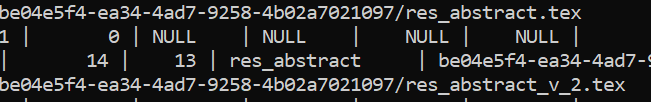 be04e5f4-ea34-4ad7-9258-4b02a7021097/res_abstract.tex
1 | 0 | NULL | NULL | NULL | NULL |
| 14 | 13 | res_abstract | be04e5f4-ea34-4ad7-9
be04e5f4-ea34-4ad7-9258-4b02a7021097/res_abstract_v_2.tex